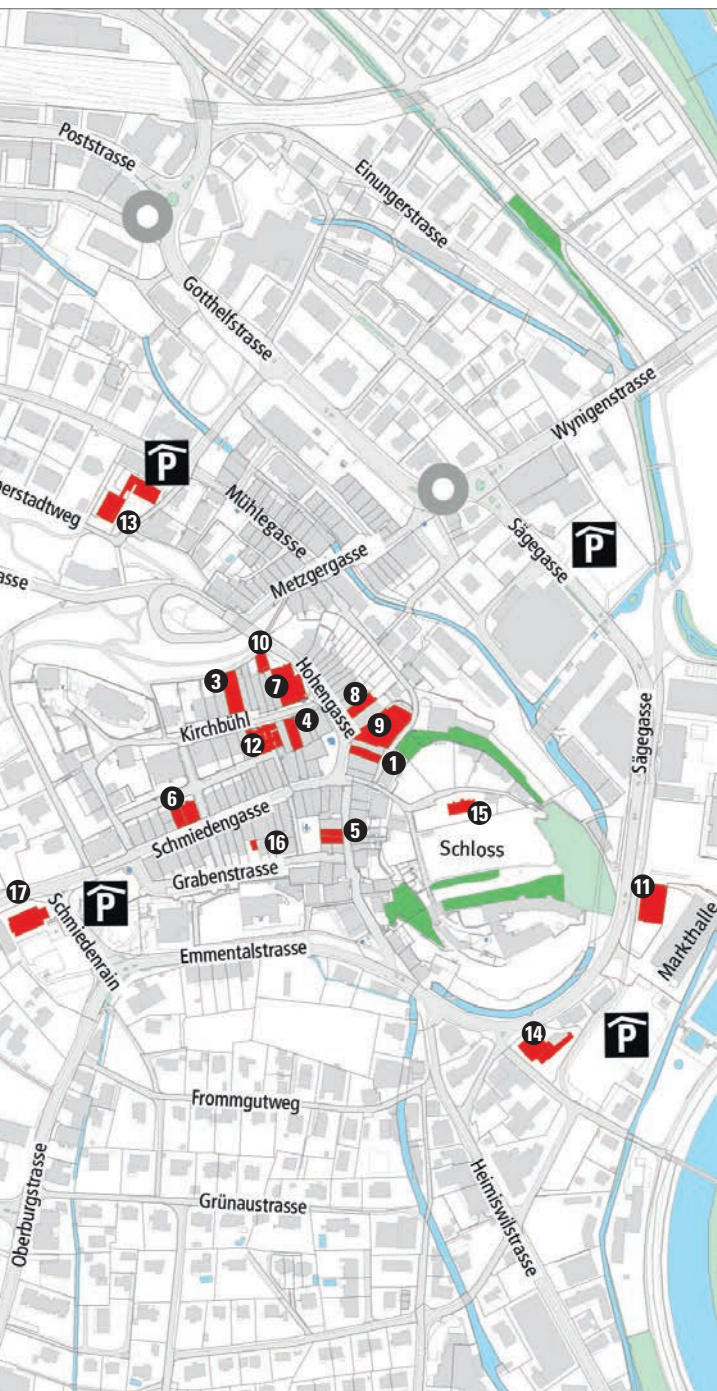 Poststrasse
Einungerstrasse
Gotthelfstrasse
Wynigenstrasse
P
erstadtweg
13
Mühlegasse
Metzgergasse
Sägegasse
P
asse
10
3
7
Hohengasse
8
9
Kirchbühl
4
12
1
Sägegasse
6
Schmiedengasse
16
5
15
Schloss
Grabenstrasse
17
P
Schmiedenrain
11
Markthalle
Emmentalstrasse
14
P
Frommgutweg
Oberburgstrasse
Grünaustrasse
Heimiswilstrasse